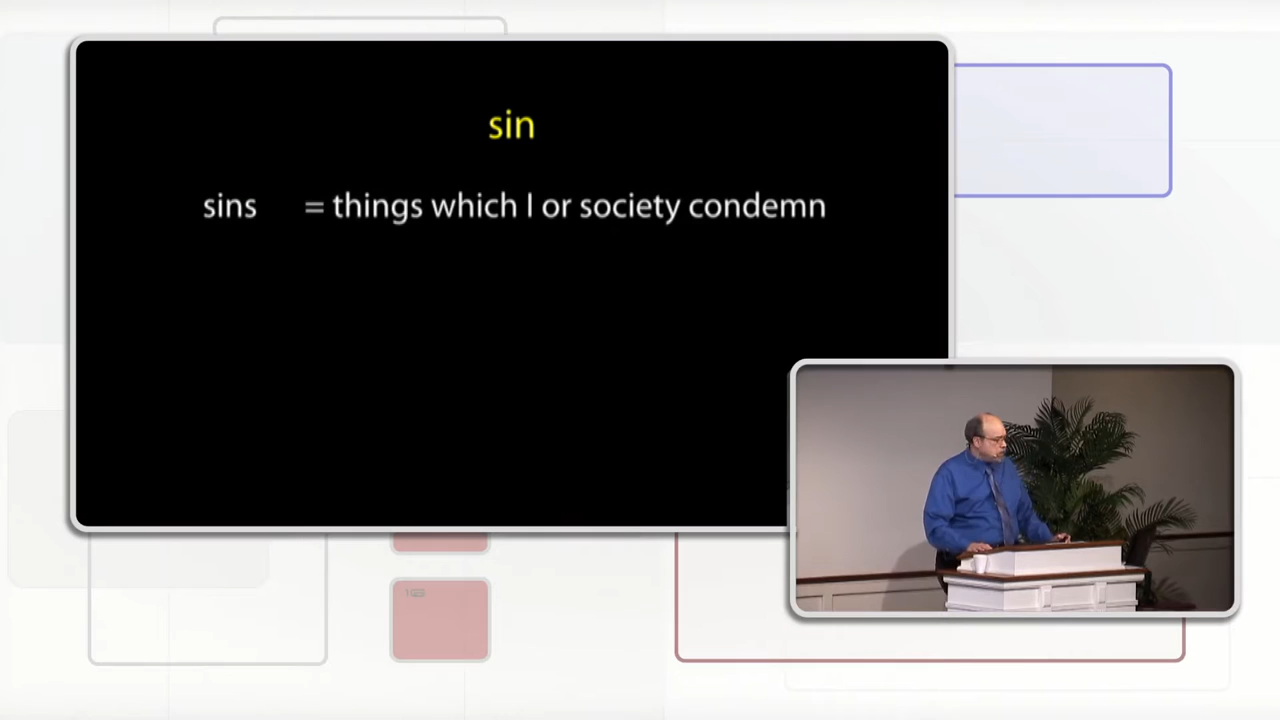 sin
sins = things which I or society condemn